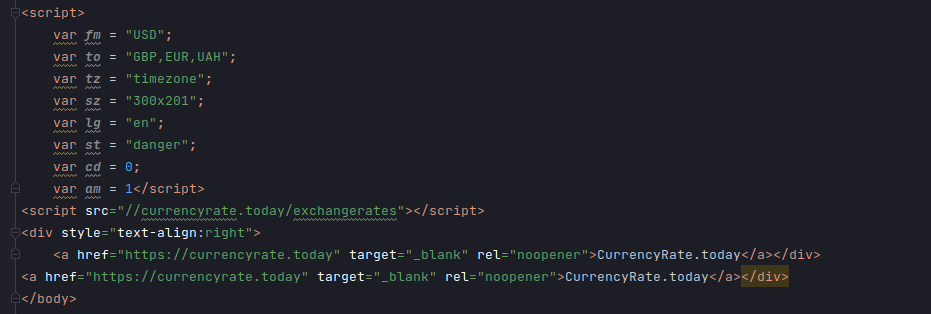 <script>
var fm = "USD";
var to = "GBP,EUR,UAH";
var tz = "timezone";
var sz = "300x201";
var lg = "en";
var st = "danger";
var cd = 0;
var am = 1</script>
<script src="//currencyrate.today/exchangerates"></script>
<div style="text-align:right">
<a href="https://currencyrate.today" target="_blank" rel="noopener">CurrencyRate.today</a></div>
<a href="https://currencyrate.today" target="_blank" rel="noopener">CurrencyRate.today</a></div>
</body>